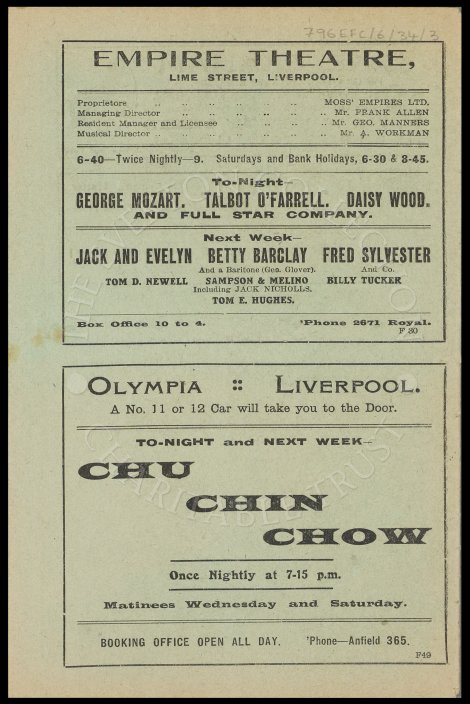 796EFC/6/34/3
EMPIRE THEATRE,
LIME STREET, LIVERPOOL.
Proprietors .. .. .. .. .. MOSS' EMPIRES LTD.
Managing Director .. .. .. .. Mr. FRANK ALLEN
Resident Manager and Licensee .. .. .. Mr. GEO. MANNERS
Musical Director .. .. .. .. .. Mr. A. WORKMAN
6-40—Twice Nightly—9. Saturdays and Bank Holidays, 6-30 & 8-45.
To-Night—
GEORGE MOZART. TALBOT O'FARRELL. DAISY WOOD.
AND FULL STAR COMPANY.
Next Week—
JACK AND EVELYN BETTY BARCLAY FRED SYLVESTER
And a Baritone (Geo. Glover). And Co.
TOM D. NEWELL SAMPSON & MELINO BILLY TUCKER
Including JACK NICHOLLS.
TOM E. HUGHES.
Box Office 10 to 4. 'Phone 2671 Royal.
F 30
OLYMPIA :: LIVERPOOL.
A No. 11 or 12 Car will take you to the Door.
TO-NIGHT and NEXT WEEK—
CHU
CHIN
CHOW
Once Nightly at 7-15 p.m.
Matinees Wednesday and Saturday.
BOOKING OFFICE OPEN ALL DAY. 'Phone—Anfield 365.
F49